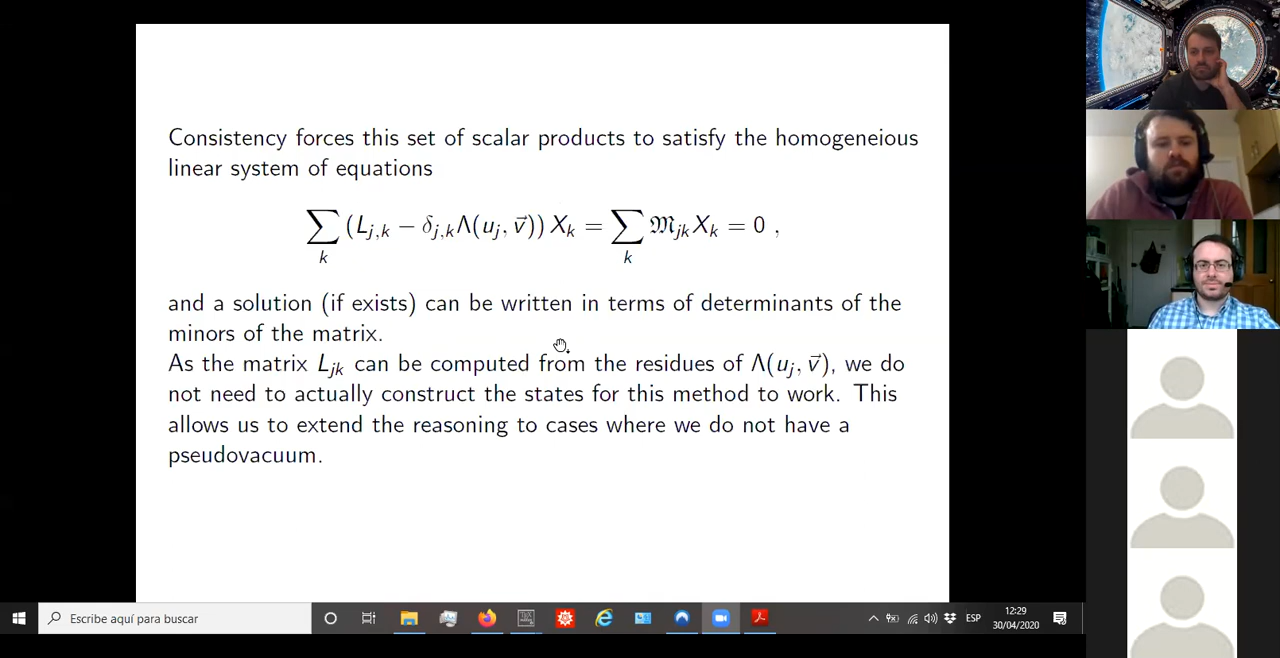 Consistency forces this set of scalar products to satisfy the homogeneious
linear system of equations
∑_k (L_{j,k} − δ_{j,k}Λ(u_j, v⃗)) X_k = ∑_k 𝔐_{jk}X_k = 0 ,
and a solution (if exists) can be written in terms of determinants of the
minors of the matrix.
As the matrix L_{jk} can be computed from the residues of Λ(u_j, v⃗), we do
not need to actually construct the states for this method to work. This
allows us to extend the reasoning to cases where we do not have a
pseudovacuum.
Escribe aquí para buscar
ESP
12:29
30/04/2020